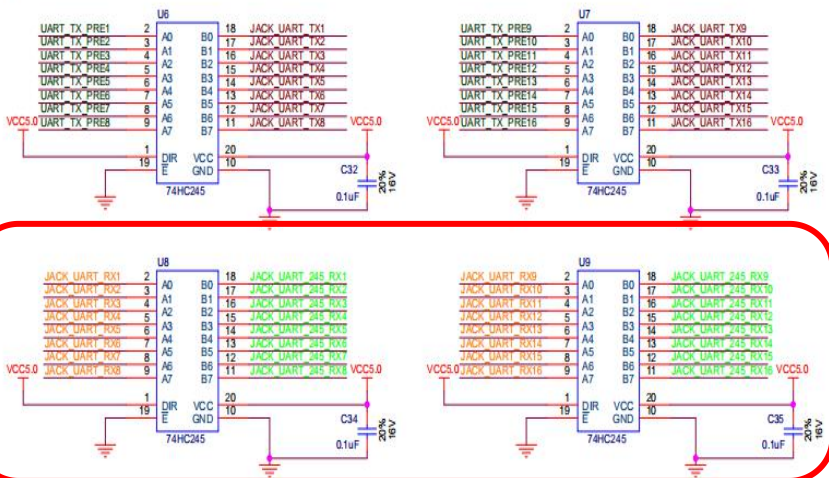 U6
UART_TX_PRE1 2 A0 B0 18 JACK_UART_TX1
UART_TX_PRE2 3 A1 B1 17 JACK_UART_TX2
UART_TX_PRE3 4 A2 B2 16 JACK_UART_TX3
UART_TX_PRE4 5 A3 B3 15 JACK_UART_TX4
UART_TX_PRE5 6 A4 B4 14 JACK_UART_TX5
UART_TX_PRE6 7 A5 B5 13 JACK_UART_TX6
UART_TX_PRE7 8 A6 B6 12 JACK_UART_TX7
UART_TX_PRE8 9 A7 B7 11 JACK_UART_TX8
VCC5.0 VCC5.0
1 DIR VCC 20
19 E GND 10
74HC245
C32
0.1uF
20%
16V
U7
UART_TX_PRE9 2 A0 B0 18 JACK_UART_TX9
UART_TX_PRE10 3 A1 B1 17 JACK_UART_TX10
UART_TX_PRE11 4 A2 B2 16 JACK_UART_TX11
UART_TX_PRE12 5 A3 B3 15 JACK_UART_TX12
UART_TX_PRE13 6 A4 B4 14 JACK_UART_TX13
UART_TX_PRE14 7 A5 B5 13 JACK_UART_TX14
UART_TX_PRE15 8 A6 B6 12 JACK_UART_TX15
UART_TX_PRE16 9 A7 B7 11 JACK_UART_TX16
VCC5.0 VCC5.0
1 DIR VCC 20
19 E GND 10
74HC245
C33
0.1uF
20%
16V
U8
JACK_UART_RX1 2 A0 B0 18 JACK_UART_245_RX1
JACK_UART_RX2 3 A1 B1 17 JACK_UART_245_RX2
JACK_UART_RX3 4 A2 B2 16 JACK_UART_245_RX3
JACK_UART_RX4 5 A3 B3 15 JACK_UART_245_RX4
JACK_UART_RX5 6 A4 B4 14 JACK_UART_245_RX5
JACK_UART_RX6 7 A5 B5 13 JACK_UART_245_RX6
JACK_UART_RX7 8 A6 B6 12 JACK_UART_245_RX7
JACK_UART_RX8 9 A7 B7 11 JACK_UART_245_RX8
VCC5.0 VCC5.0
1 DIR VCC 20
19 E GND 10
74HC245
C34
0.1uF
20%
16V
U9
JACK_UART_RX9 2 A0 B0 18 JACK_UART_245_RX9
JACK_UART_RX10 3 A1 B1 17 JACK_UART_245_RX10
JACK_UART_RX11 4 A2 B2 16 JACK_UART_245_RX11
JACK_UART_RX12 5 A3 B3 15 JACK_UART_245_RX12
JACK_UART_RX13 6 A4 B4 14 JACK_UART_245_RX13
JACK_UART_RX14 7 A5 B5 13 JACK_UART_245_RX14
JACK_UART_RX15 8 A6 B6 12 JACK_UART_245_RX15
JACK_UART_RX16 9 A7 B7 11 JACK_UART_245_RX16
VCC5.0 VCC5.0
1 DIR VCC 20
19 E GND 10
74HC245
C35
0.1uF
20%
16V